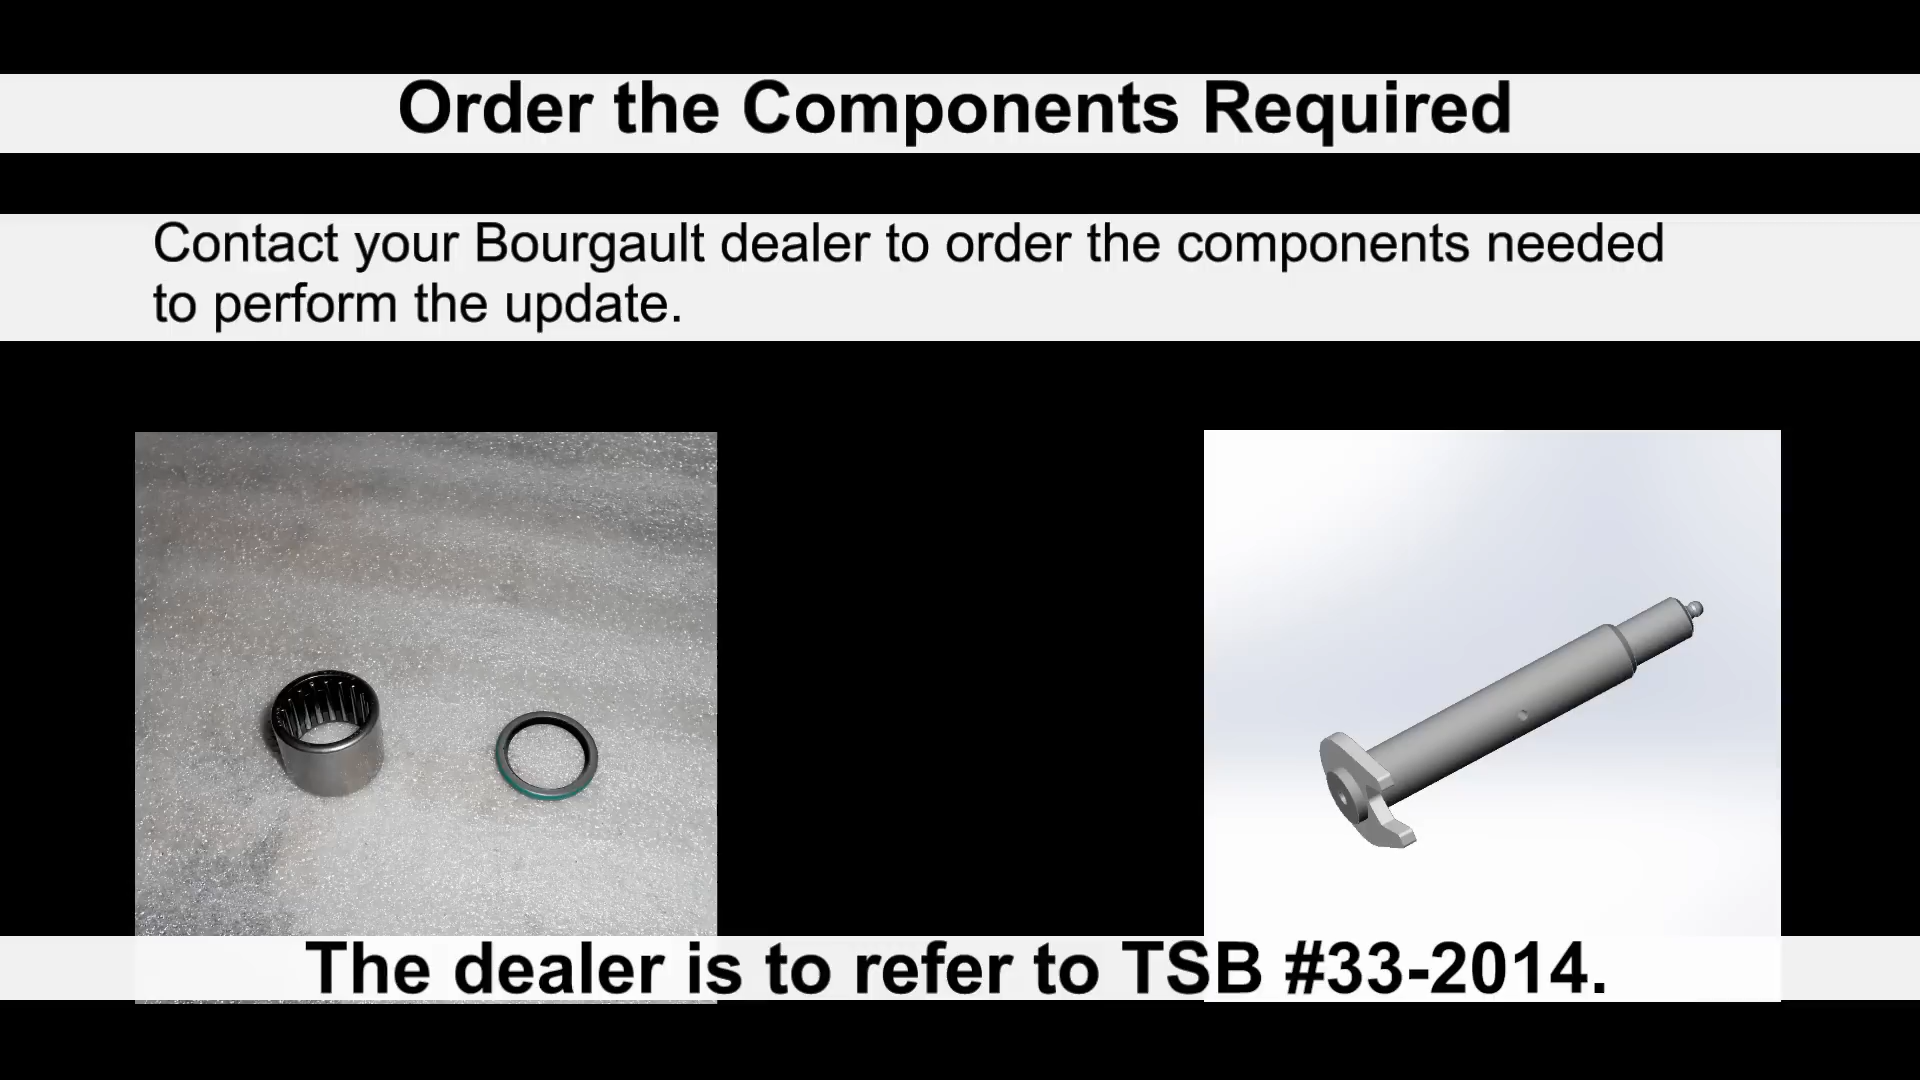 Order the Components Required
Contact your Bourgault dealer to order the components needed
to perform the update.
The dealer is to refer to TSB #33-2014.